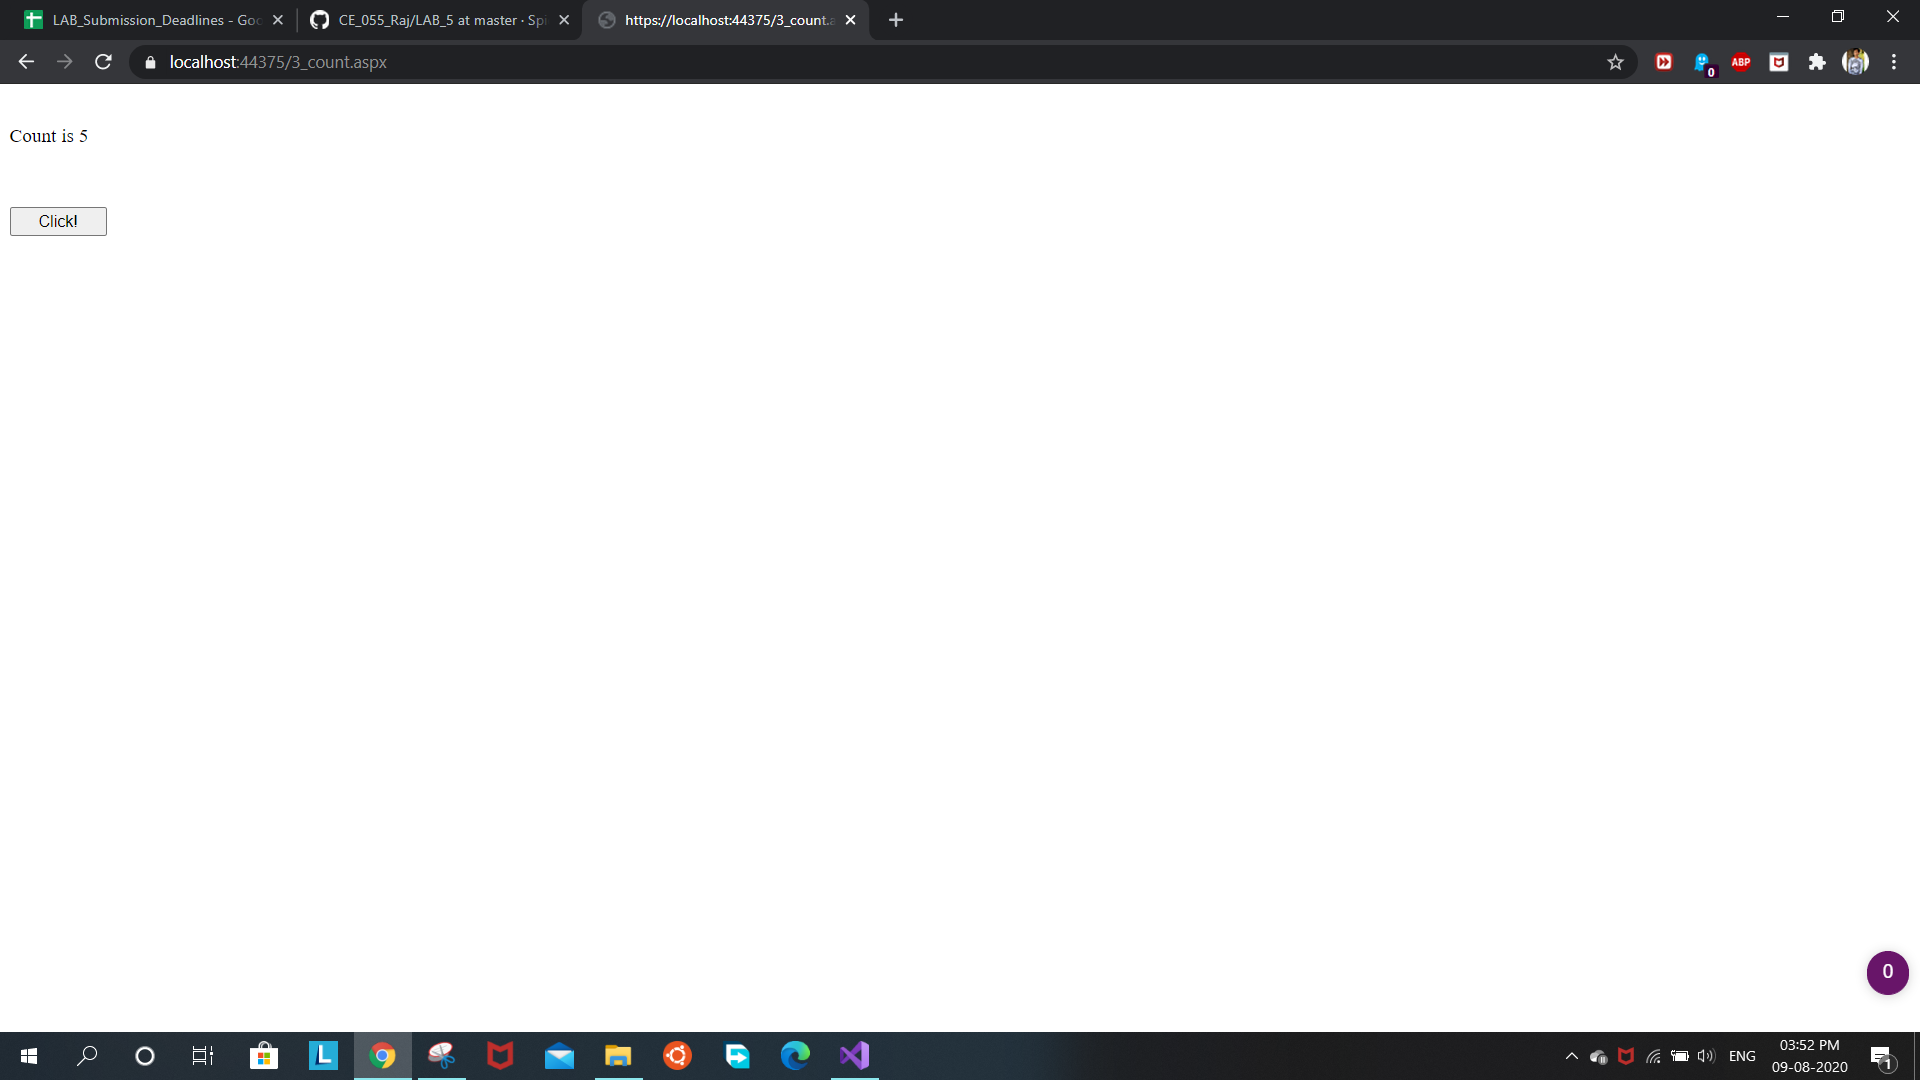 LAB_Submission_Deadlines - Goo
CE_055_Raj/LAB_5 at master · Spi
https://localhost:44375/3_count.a
localhost:44375/3_count.aspx
0
ABP
Count is 5
Click!
0
L
ENG
03:52 PM
09-08-2020
1